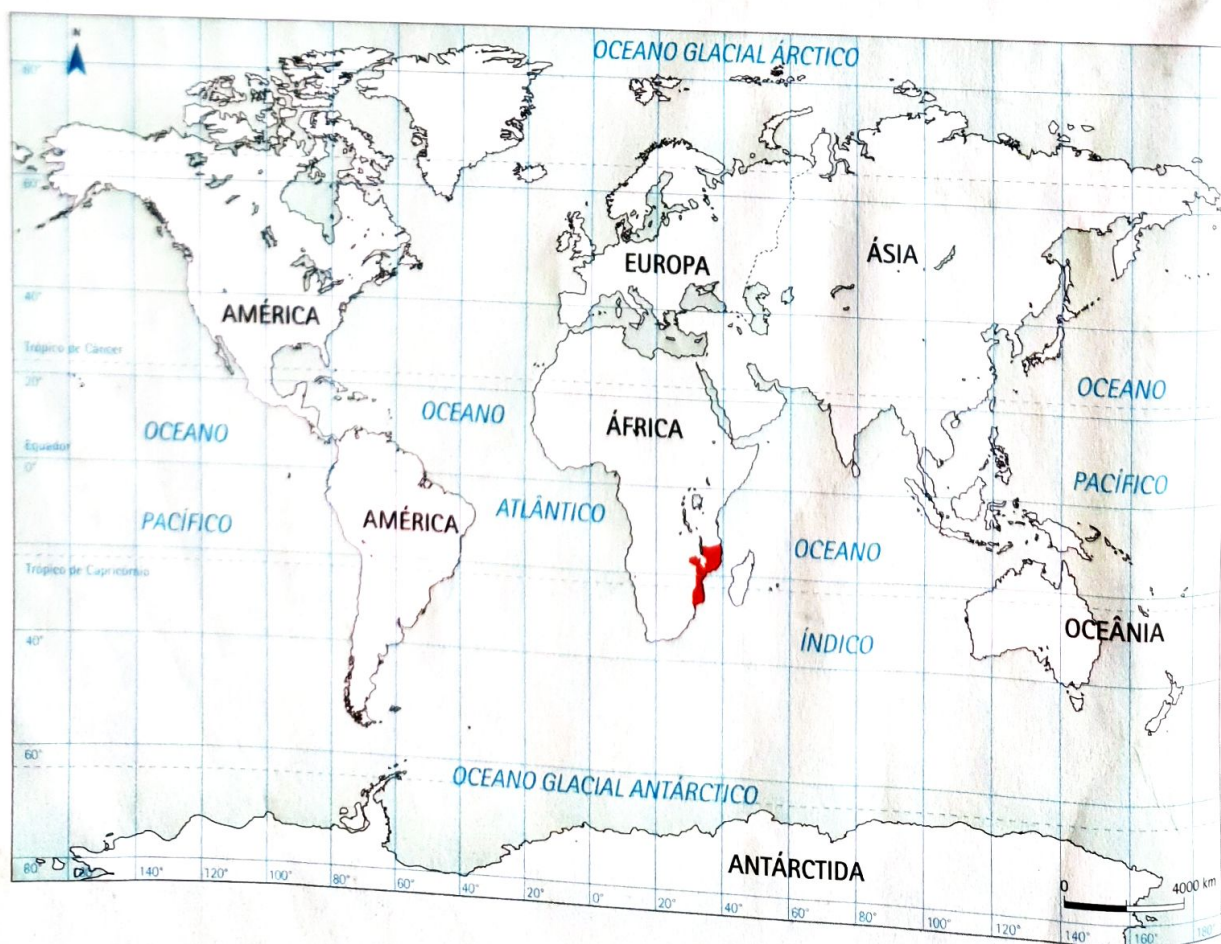 N
OCEANO GLACIAL ÁRCTICO
80°
60°
EUROPA
ÁSIA
40°
AMÉRICA
Trópico de Câncer
20°
OCEANO
OCEANO
OCEANO
ÁFRICA
Equador
0°
PACÍFICO
ATLÂNTICO
PACÍFICO
AMÉRICA
OCEANO
Trópico de Capricórnio
ÍNDICO
OCEÂNIA
40°
60°
OCEANO GLACIAL ANTÁRCTICO
ANTÁRCTIDA
80°
140° 120° 100° 80° 60° 40° 20° 0° 20° 40° 60° 80° 100° 120° 140° 160° 180°
0 4000 km